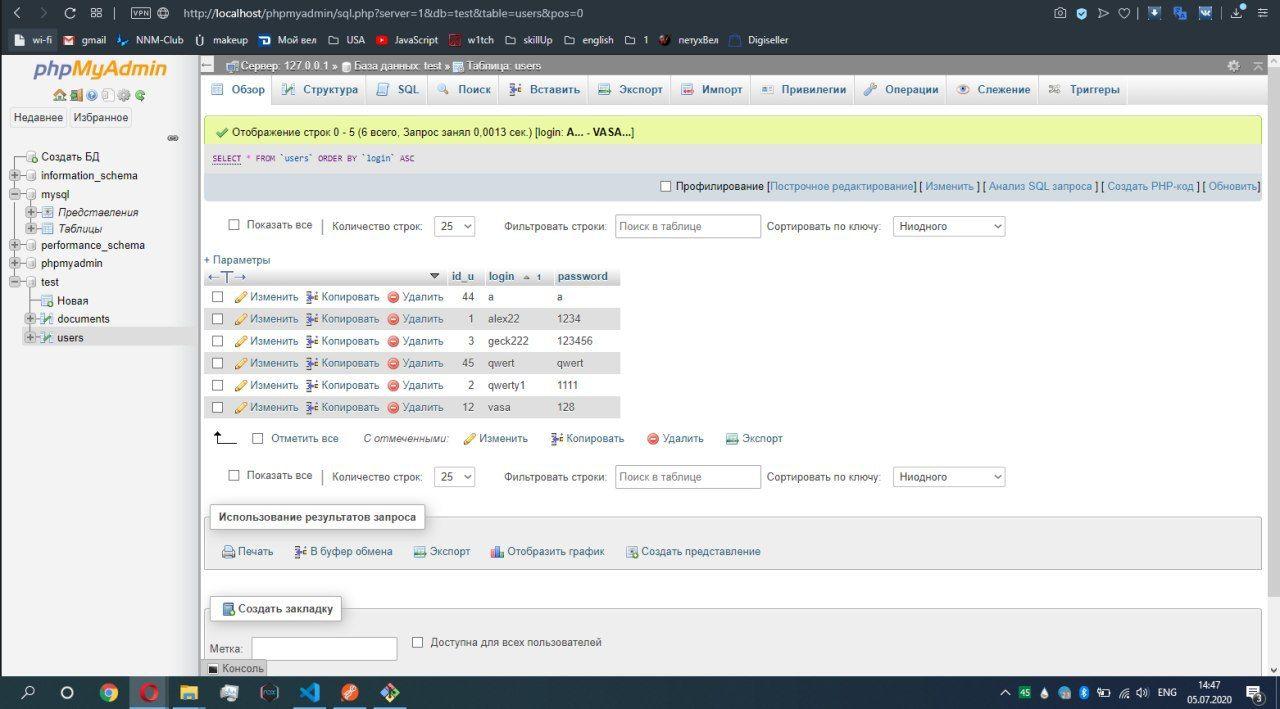 VPN http://localhost/phpmyadmin/sql.php?server=1&db=test&table=users&pos=0
wi-fi gmail NNM-Club makeup Мой вел USA JavaScript w1tch skillUp english 1 петухВел Digiseller
phpMyAdmin
Недавнее Избранное
Создать БД
information_schema
mysql
Представления
Таблицы
performance_schema
phpmyadmin
test
Новая
documents
users
Сервер: 127.0.0.1 » База данных: test » Таблица: users
Обзор Структура SQL Поиск Вставить Экспорт Импорт Привилегии Операции Слежение Триггеры
Отображение строк 0 - 5 (6 всего, Запрос занял 0,0013 сек.) [login: A... - VASA...]
SELECT * FROM `users` ORDER BY `login` ASC
Профилирование [Построчное редактирование] [ Изменить ] [ Анализ SQL запроса ] [ Создать PHP-код ] [ Обновить]
Показать все | Количество строк: 25 Фильтровать строки: Поиск в таблице Сортировать по ключу: Ниодного
+ Параметры
←T→ id_u login 1 password
Изменить Копировать Удалить 44 a a
Изменить Копировать Удалить 1 alex22 1234
Изменить Копировать Удалить 3 geck222 123456
Изменить Копировать Удалить 45 qwert qwert
Изменить Копировать Удалить 2 qwerty1 1111
Изменить Копировать Удалить 12 vasa 128
Отметить все С отмеченными: Изменить Копировать Удалить Экспорт
Показать все | Количество строк: 25 Фильтровать строки: Поиск в таблице Сортировать по ключу: Ниодного
Использование результатов запроса
Печать В буфер обмена Экспорт Отобразить график Создать представление
Создать закладку
Метка: Доступна для всех пользователей
Консоль
45 ENG 14:47
05.07.2020 3